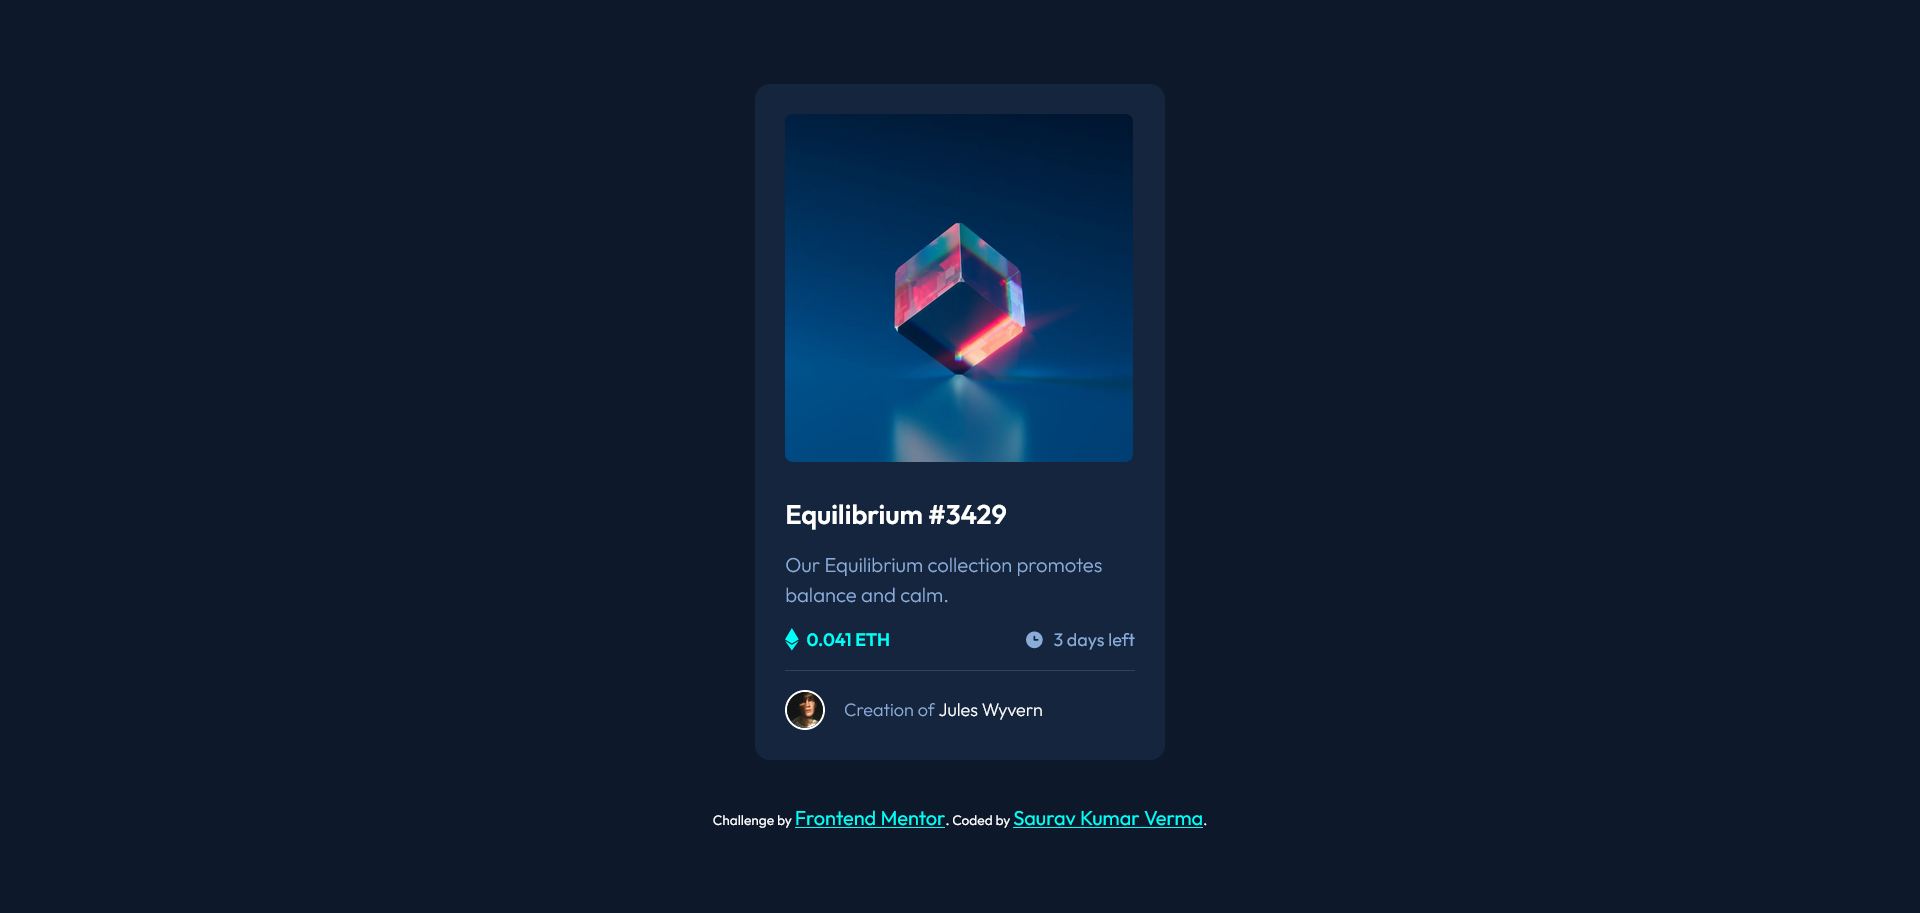 Equilibrium #3429
Our Equilibrium collection promotes
balance and calm.
0.041 ETH
3 days left
Creation of Jules Wyvern
Challenge by Frontend Mentor. Coded by Saurav Kumar Verma.